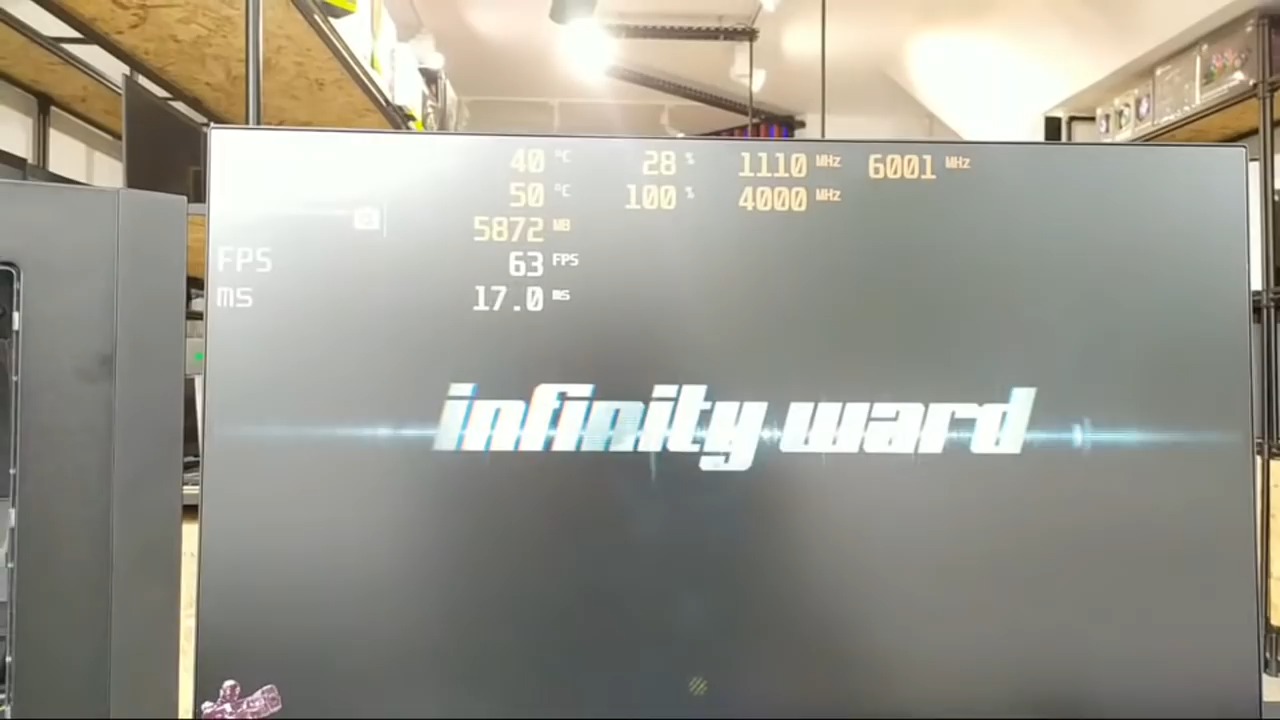 40 °C 28 % 1110 MHz 6001 MHz
50 °C 100 % 4000 MHz
5872 MB
FPS 63 FPS
ms 17.0 ms
infinity ward